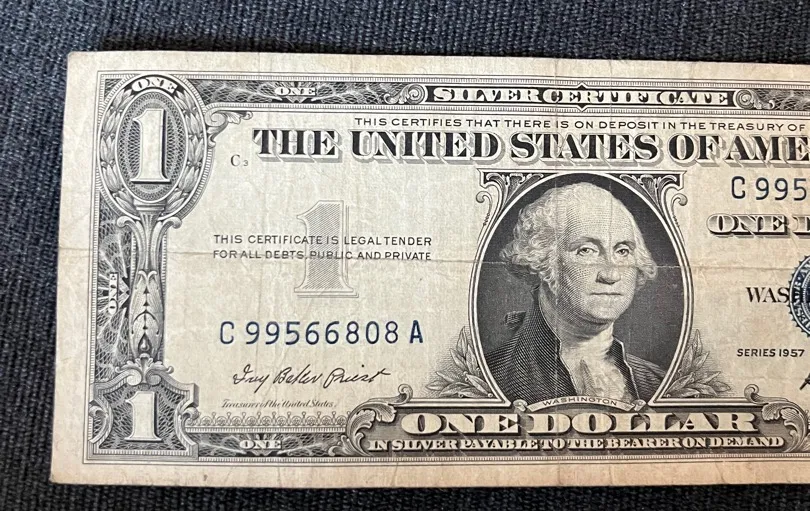 ONE ONE SILVER CERTIFICATE
THIS CERTIFIES THAT THERE IS ON DEPOSIT IN THE TREASURY OF
1 THE UNITED STATES OF AME
C3
C 995
1
ONE
THIS CERTIFICATE IS LEGAL TENDER
FOR ALL DEBTS, PUBLIC AND PRIVATE
ONE
WAS
C 99566808 A
SERIES 1957
Ivy Baker Priest
Treasurer of the United States.
WASHINGTON
1 ONE DOLLAR
ONE IN SILVER PAYABLE TO THE BEARER ON DEMAND